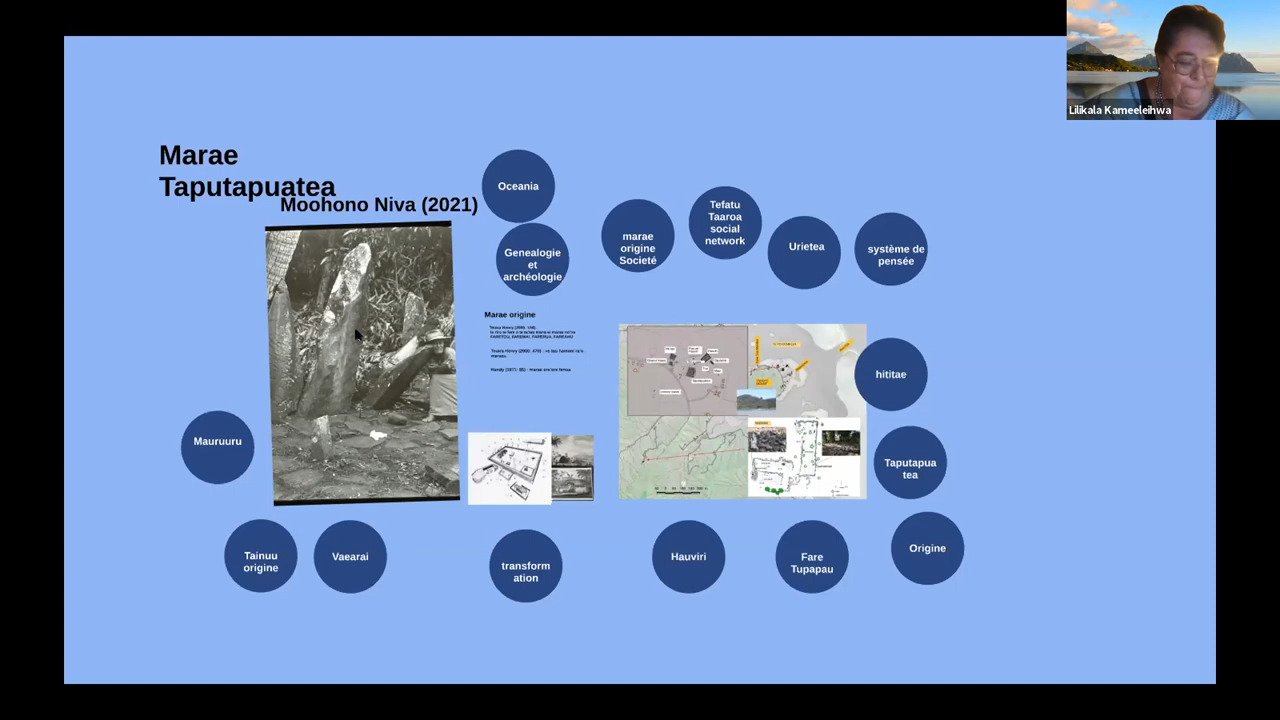 Lilikala Kameeleihwa
Marae
Taputapuatea
Moohono Niva (2021)
Oceania
Genealogie
et
archéologie
marae
origine
Societé
Tefatu
Taaroa
social
network
Urietea
système de
pensée
Marae origine
hititae
Mauruuru
Taputapua
tea
Tainuu
origine
Vaearai
transform
ation
Hauviri
Fare
Tupapau
Origine